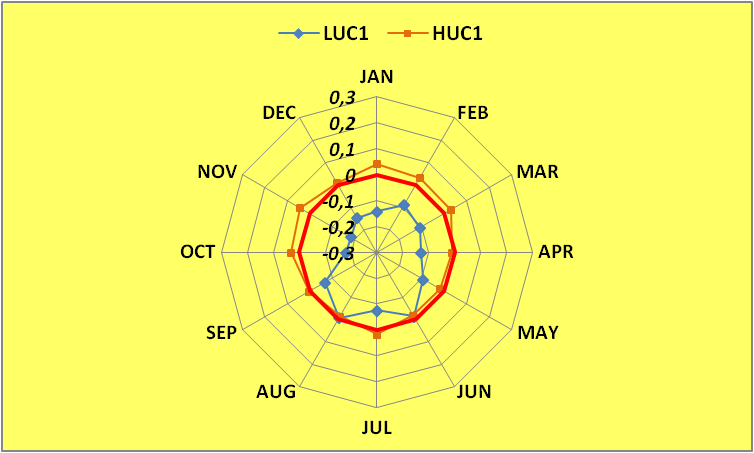 LUC1 HUC1
JAN
0,3
DEC FEB
0,2
0,1
NOV MAR
0
-0,1
-0,2
OCT -0,3 APR
SEP MAY
AUG JUN
JUL